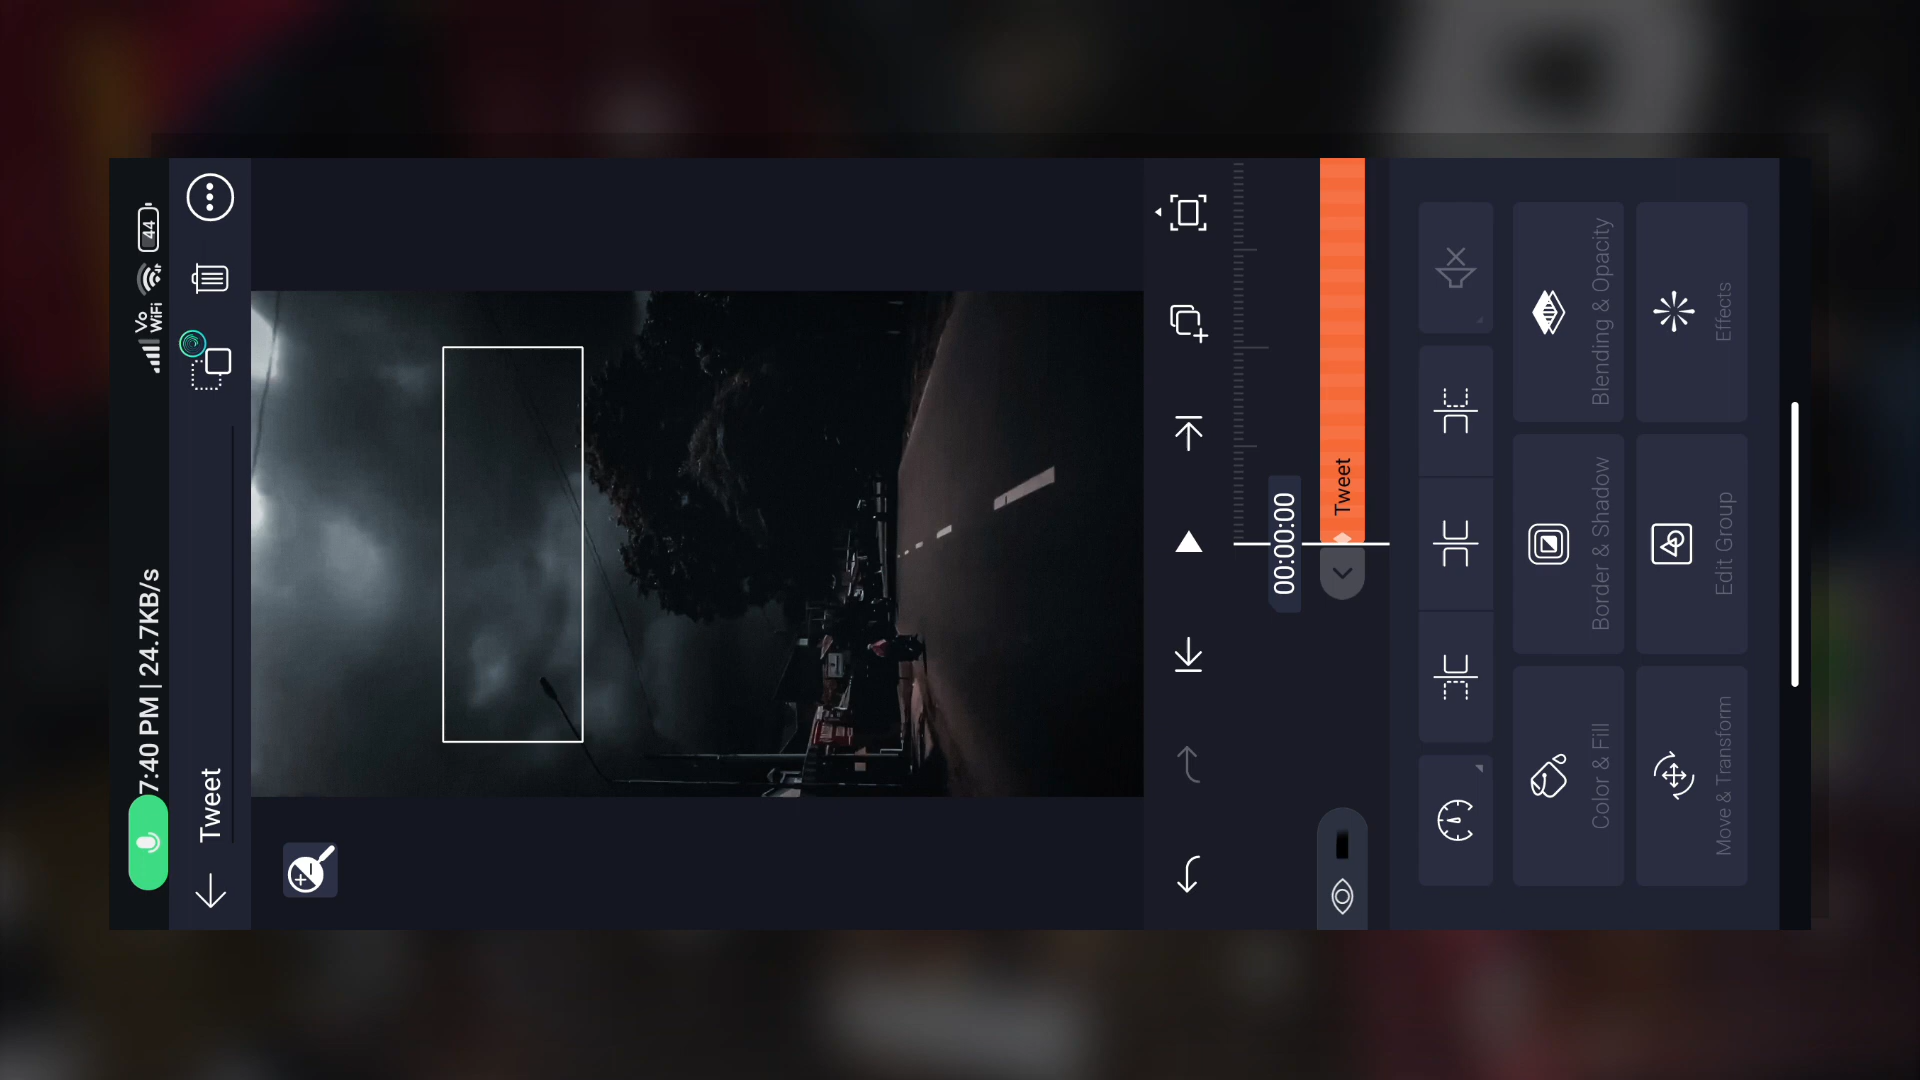 7:40 PM | 24.7KB/s
Vo
WiFi
44
Tweet
00:00:00
Tweet
Color & Fill
Border & Shadow
Blending & Opacity
Move & Transform
Edit Group
Effects